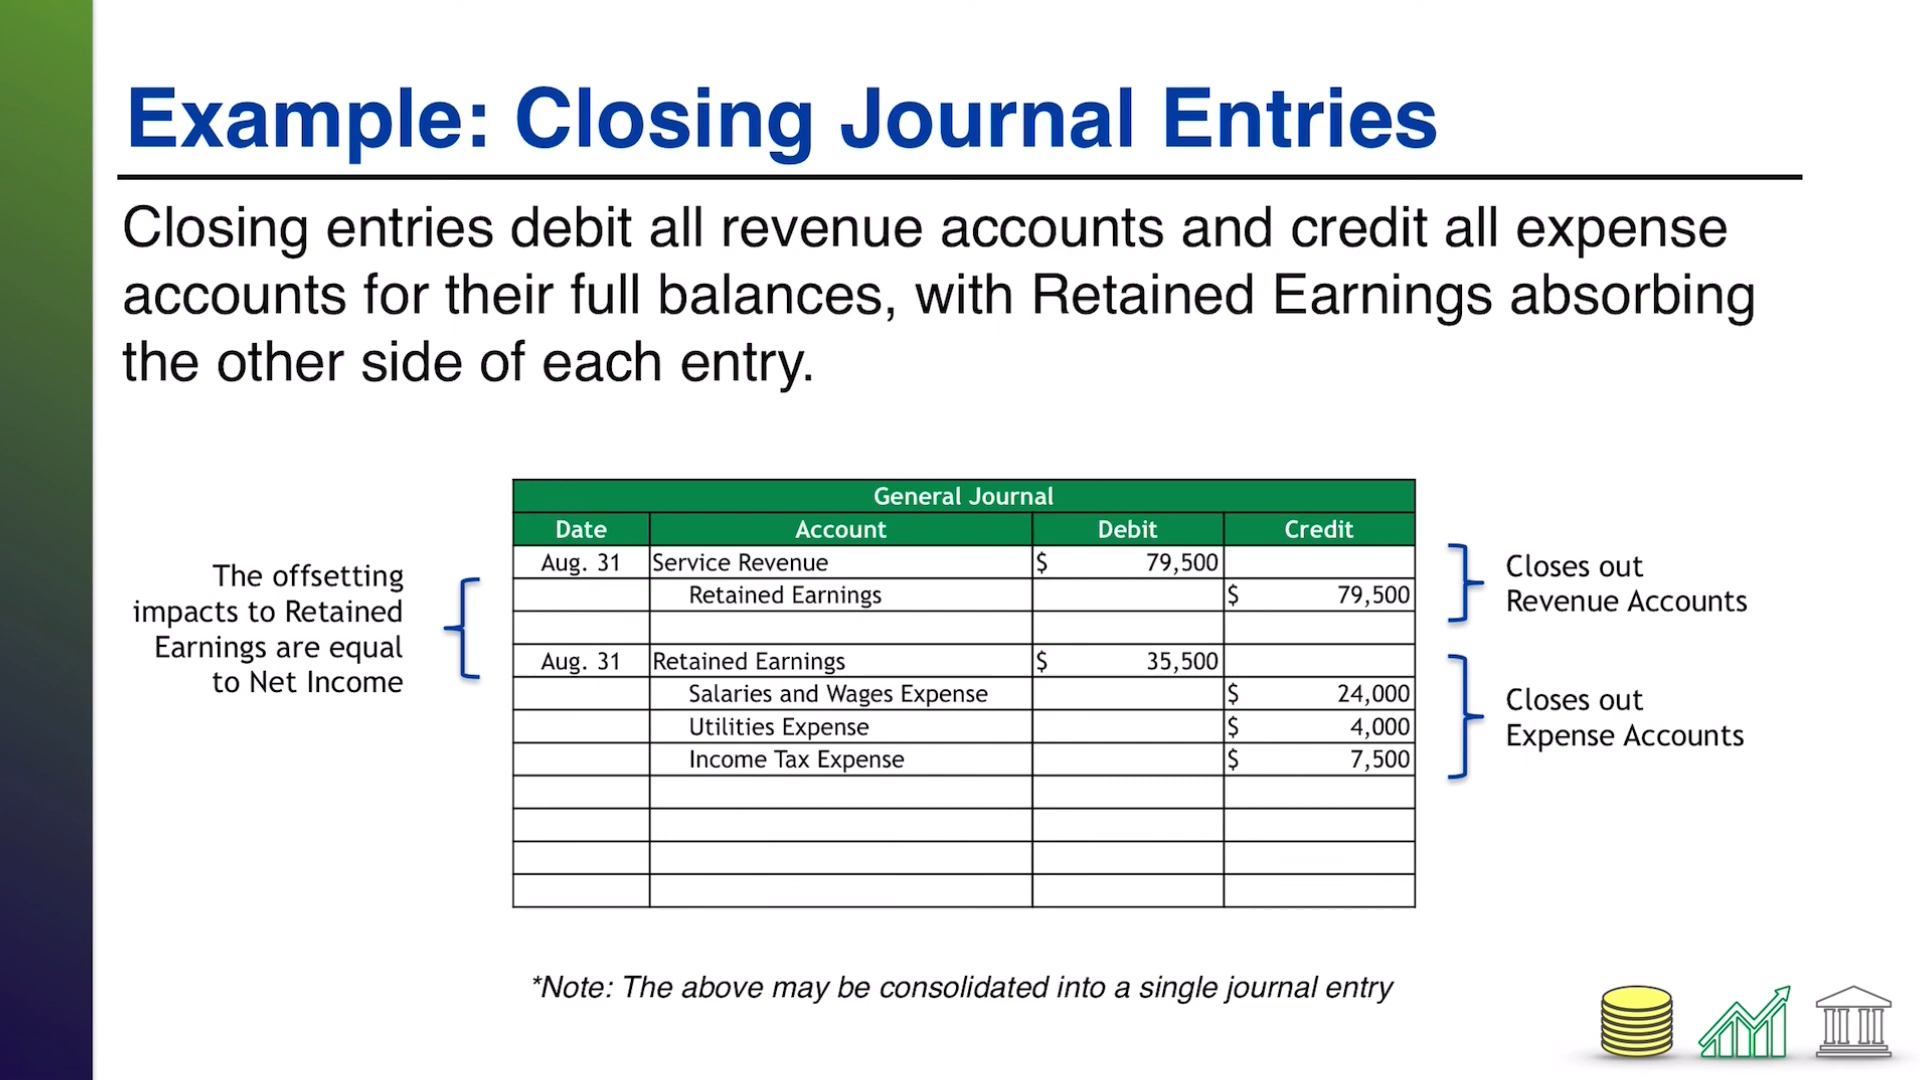 Example: Closing Journal Entries
Closing entries debit all revenue accounts and credit all expense
accounts for their full balances, with Retained Earnings absorbing
the other side of each entry.
The offsetting
impacts to Retained
Earnings are equal
to Net Income
General Journal
Date Account Debit Credit
Aug. 31 Service Revenue $ 79,500
Retained Earnings $ 79,500
Aug. 31 Retained Earnings $ 35,500
Salaries and Wages Expense $ 24,000
Utilities Expense $ 4,000
Income Tax Expense $ 7,500
Closes out
Revenue Accounts
Closes out
Expense Accounts
*Note: The above may be consolidated into a single journal entry